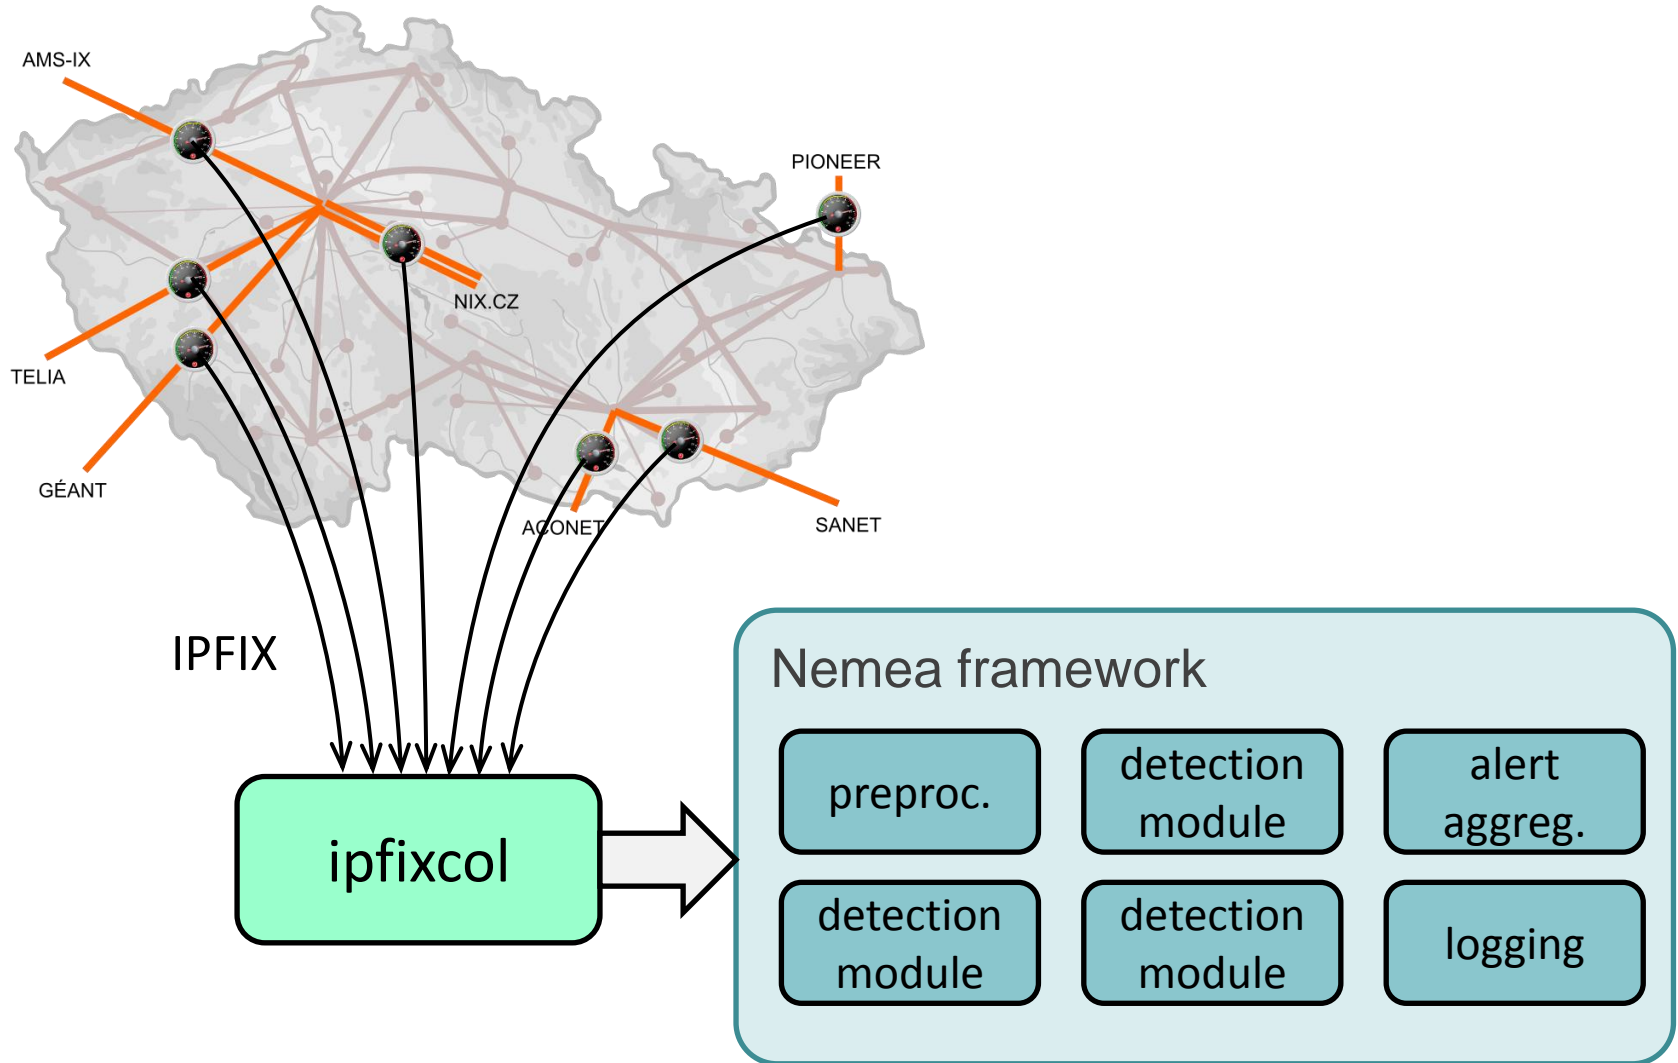 AMS-IX
PIONEER
NIX.CZ
TELIA
GÉANT
ACONET
SANET
IPFIX
ipfixcol
Nemea framework
preproc.
detection
module
alert
aggreg.
detection
module
detection
module
logging